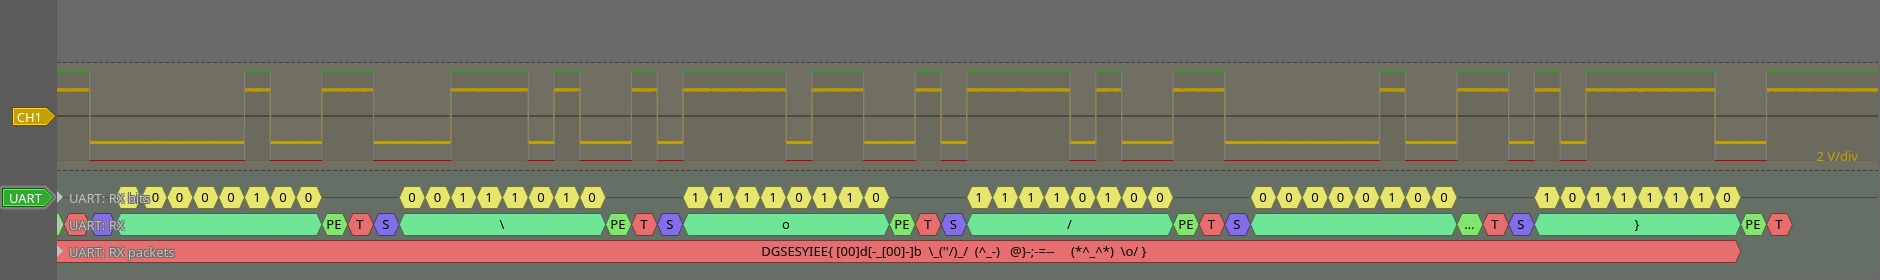 CH1
2 V/div
UART
UART: RX bits 0 0 0 0 1 0 0 0 0 1 1 1 0 1 0 1 1 1 1 0 1 1 0 1 1 1 1 0 1 0 0 0 0 0 0 0 1 0 0 1 0 1 1 1 1 1 0
UART: RX PE T S \ PE T S o PE T S / PE T S ... T S } PE T
UART: RX packets DGSESYIEE{ [00]d[-_[00]-]b \_(''/)_/ (^_-) @}-;-=-- (*^_^*) \o/ }